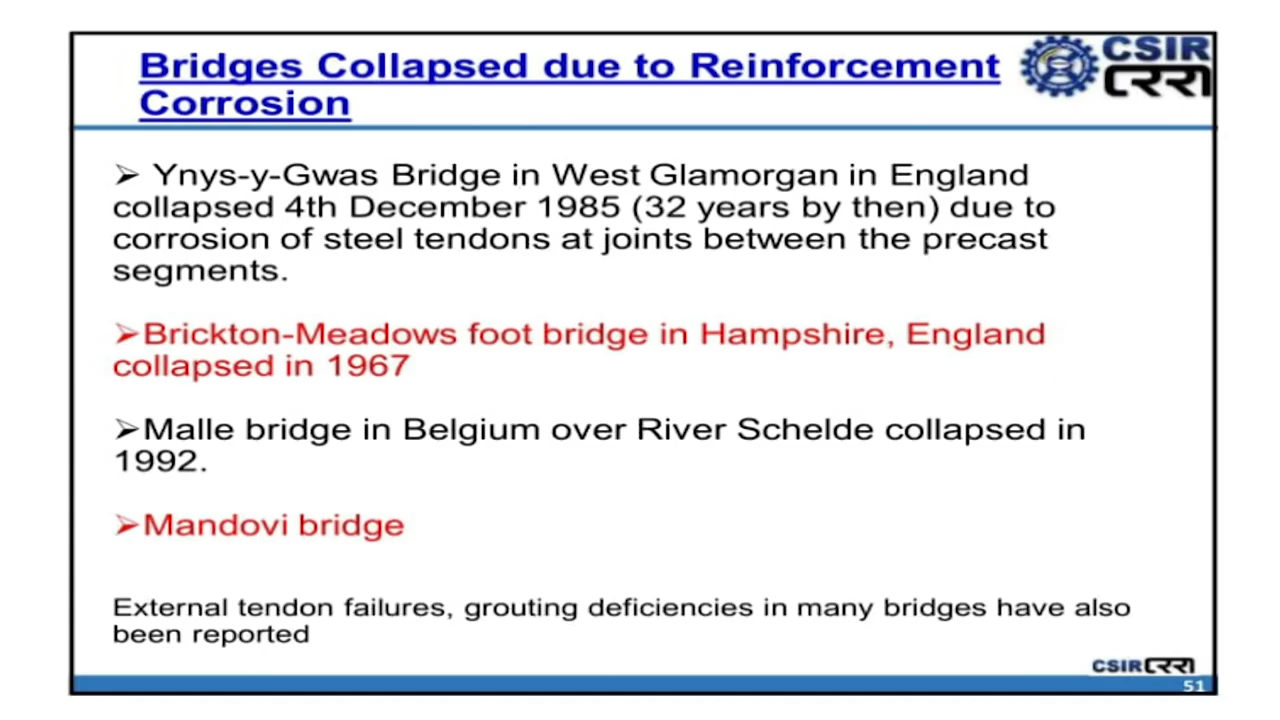 Bridges Collapsed due to Reinforcement
Corrosion
CSIR
CRRI
➢ Ynys-y-Gwas Bridge in West Glamorgan in England
collapsed 4th December 1985 (32 years by then) due to
corrosion of steel tendons at joints between the precast
segments.
➢Brickton-Meadows foot bridge in Hampshire, England
collapsed in 1967
➢Malle bridge in Belgium over River Schelde collapsed in
1992.
➢Mandovi bridge
External tendon failures, grouting deficiencies in many bridges have also
been reported
CSIR CRRI
51